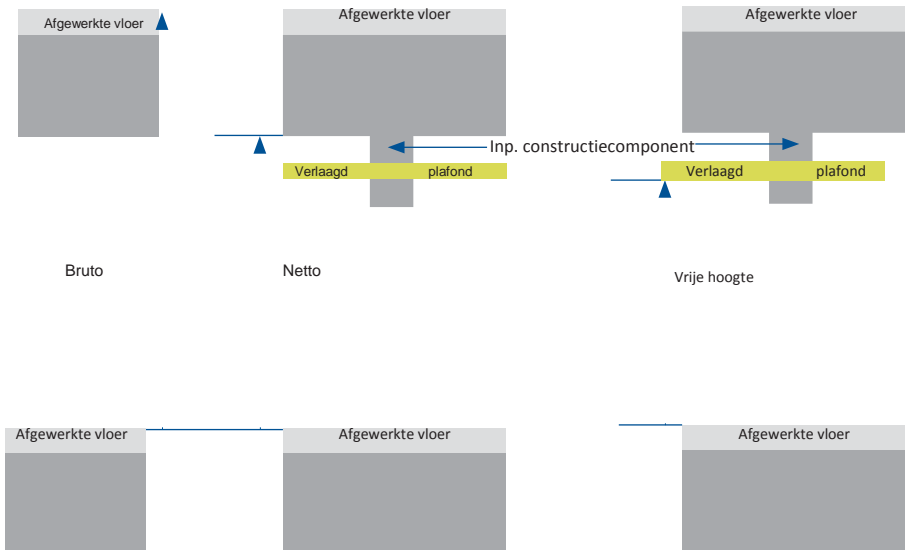 Afgewerkte vloer
Afgewerkte vloer
Afgewerkte vloer
Inp. constructiecomponent
Verlaagd plafond
Verlaagd plafond
Bruto
Netto
Vrije hoogte
Afgewerkte vloer
Afgewerkte vloer
Afgewerkte vloer